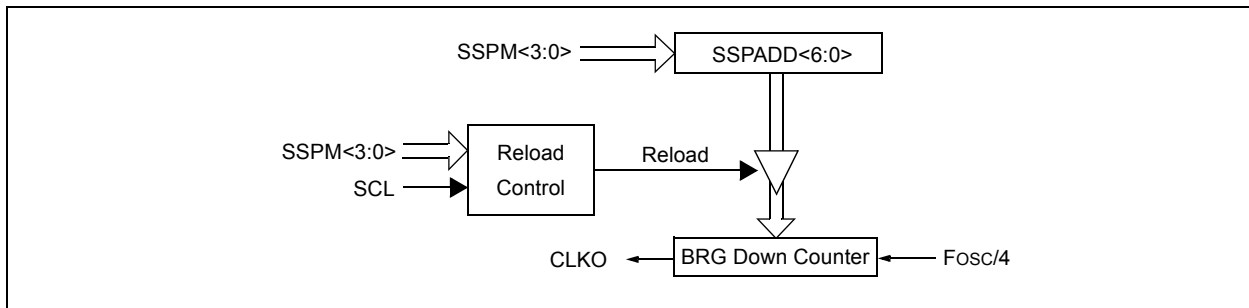 SSPM<3:0>
SSPADD<6:0>
SSPM<3:0>
SCL
Reload
Control
Reload
CLKO
BRG Down Counter
FOSC/4